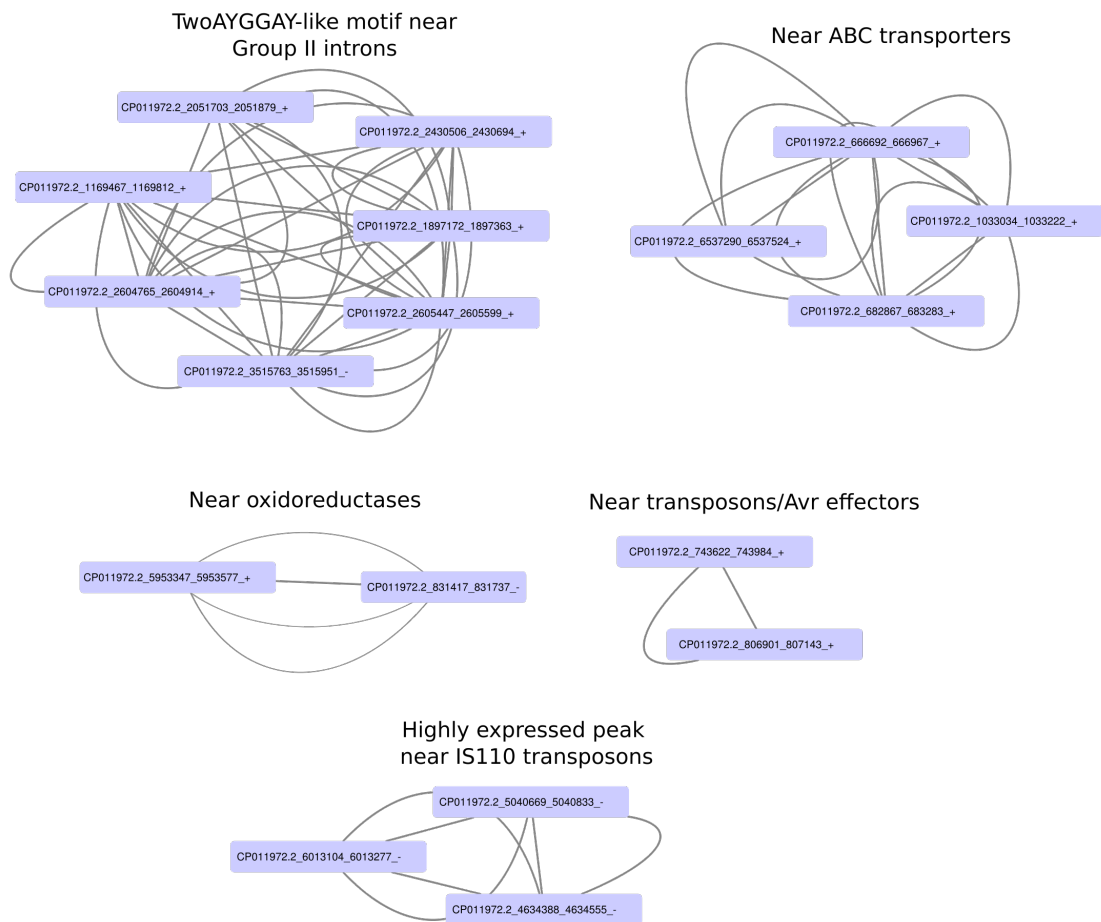 TwoAYGGAY-like motif near
Group II introns
CP011972.2_2051703_2051879_+
CP011972.2_2430506_2430694_+
CP011972.2_1169467_1169812_+
CP011972.2_1897172_1897363_+
CP011972.2_2604765_2604914_+
CP011972.2_2605447_2605599_+
CP011972.2_3515763_3515951_-
Near ABC transporters
CP011972.2_666692_666967_+
CP011972.2_1033034_1033222_+
CP011972.2_6537290_6537524_+
CP011972.2_682867_683283_+
Near oxidoreductases
CP011972.2_5953347_5953577_+
CP011972.2_831417_831737_-
Near transposons/Avr effectors
CP011972.2_743622_743984_+
CP011972.2_806901_807143_+
Highly expressed peak
near IS110 transposons
CP011972.2_5040669_5040833_-
CP011972.2_6013104_6013277_-
CP011972.2_4634388_4634555_-